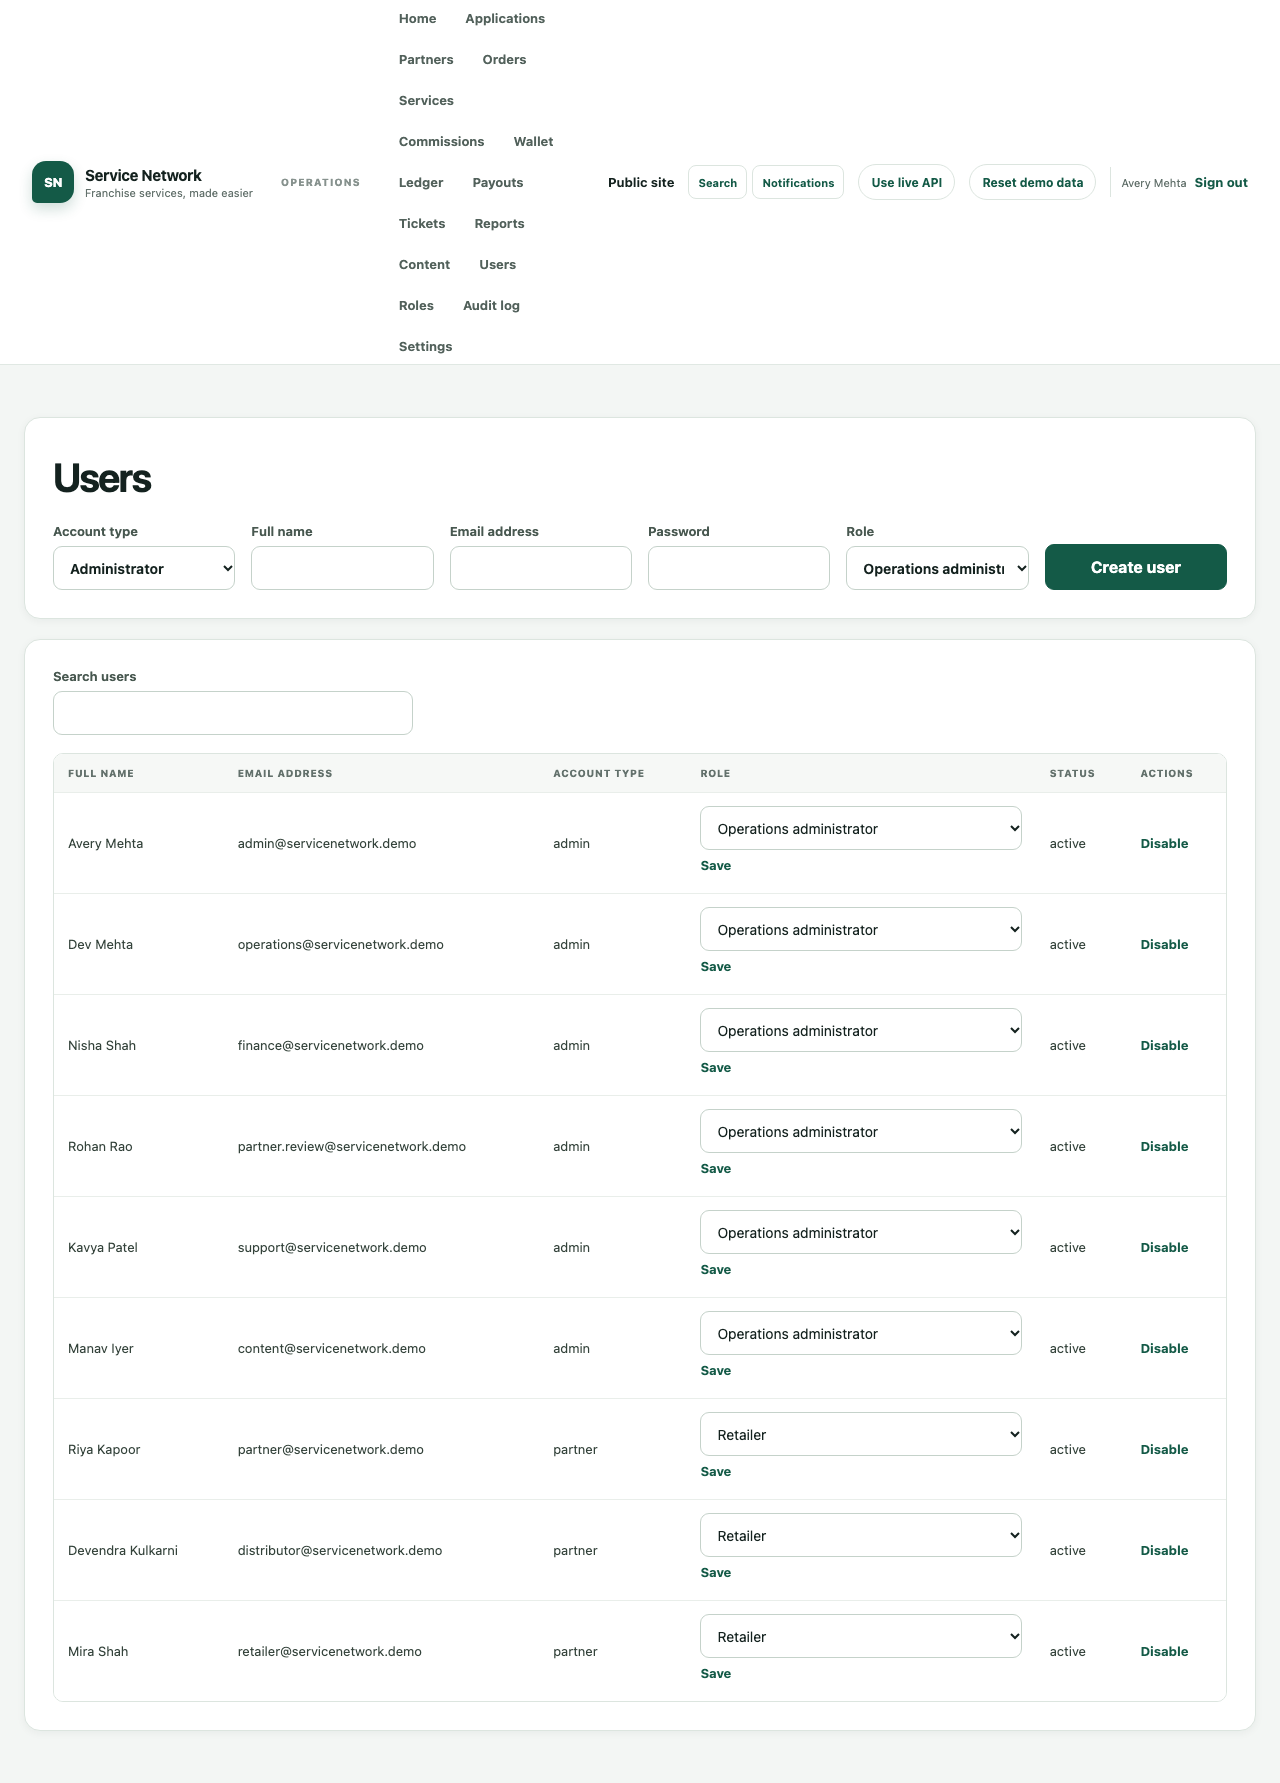 Home Applications
Partners Orders
Services
Commissions Wallet
SN Service Network
Franchise services, made easier
OPERATIONS
Ledger Payouts
Public site Search Notifications Use live API Reset demo data Avery Mehta Sign out
Tickets Reports
Content Users
Roles Audit log
Settings
Users
Account type Full name Email address Password Role
Administrator Operations administr Create user
Search users
FULL NAME EMAIL ADDRESS ACCOUNT TYPE ROLE STATUS ACTIONS
Avery Mehta admin@servicenetwork.demo admin Operations administrator active Disable
Save
Dev Mehta operations@servicenetwork.demo admin Operations administrator active Disable
Save
Nisha Shah finance@servicenetwork.demo admin Operations administrator active Disable
Save
Rohan Rao partner.review@servicenetwork.demo admin Operations administrator active Disable
Save
Kavya Patel support@servicenetwork.demo admin Operations administrator active Disable
Save
Manav Iyer content@servicenetwork.demo admin Operations administrator active Disable
Save
Riya Kapoor partner@servicenetwork.demo partner Retailer active Disable
Save
Devendra Kulkarni distributor@servicenetwork.demo partner Retailer active Disable
Save
Mira Shah retailer@servicenetwork.demo partner Retailer active Disable
Save